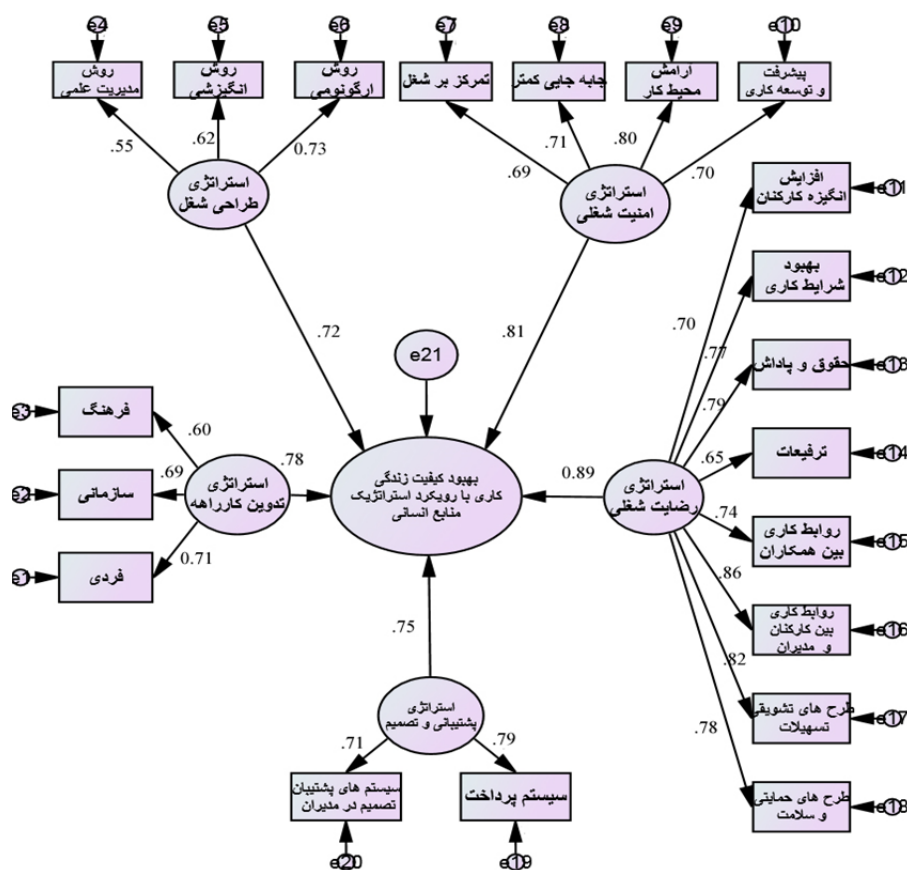 e4
e5
e6
e7
e8
e9
e10
روش
مدیریت علمی
روش
انگیزشی
روش
ارگونومی
تمرکز بر شغل
جابه جایی کمتر
ارامش
محیط کار
پیشرفت
و توسعه کاری
.55
.62
0.73
.69
.71
.80
.70
استراتژی
طراحی شغل
استراتژی
امنیت شغلی
افزایش
انگیزه کارکنان
e11
بهبود
شرایط کاری
e12
.72
.81
.70
e21
.77
حقوق و پاداش
e13
.79
e3
فرهنگ
.60
.65
ترفیعات
e14
e2
سازمانی
.69
استراتژی
تدوین کارراهه
.78
بهبود کیفیت زندگی
کاری با رویکرد استراتژیک
منابع انسانی
0.89
استراتژی
رضایت شغلی
.74
روابط کاری
بین همکاران
e15
e1
فردی
0.71
.86
روابط کاری
بین کارکنان
و مدیران
e16
.75
.82
استراتژی
پشتیبانی و تصمیم
طرح های تشویقی
تسهیلات
e17
.71
.79
.78
سیستم های پشتیبان
تصمیم در مدیران
سیستم پرداخت
طرح های حمایتی
و سلامت
e18
e20
e19